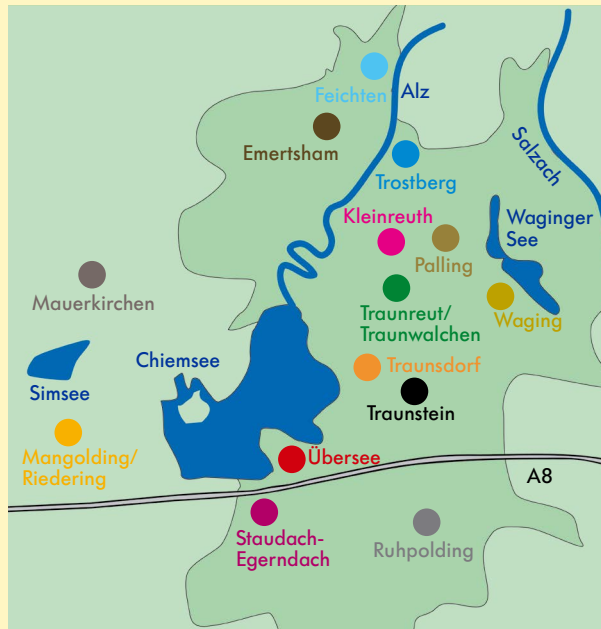 Feichten
Alz
Emertsham
Salzach
Trostberg
Kleinreuth
Waginger
See
Palling
Mauerkirchen
Traunreut/
Traunwalchen
Waging
Chiemsee
Simsee
Traunsdorf
Traunstein
Mangolding/
Riedering
Übersee
A8
Staudach-
Egerndach
Ruhpolding